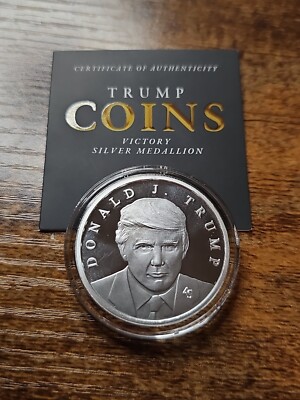 CERTIFICATE OF AUTHENTICITY
TRUMP
COINS
VICTORY
SILVER MEDALLION
DONALD J. TRUMP